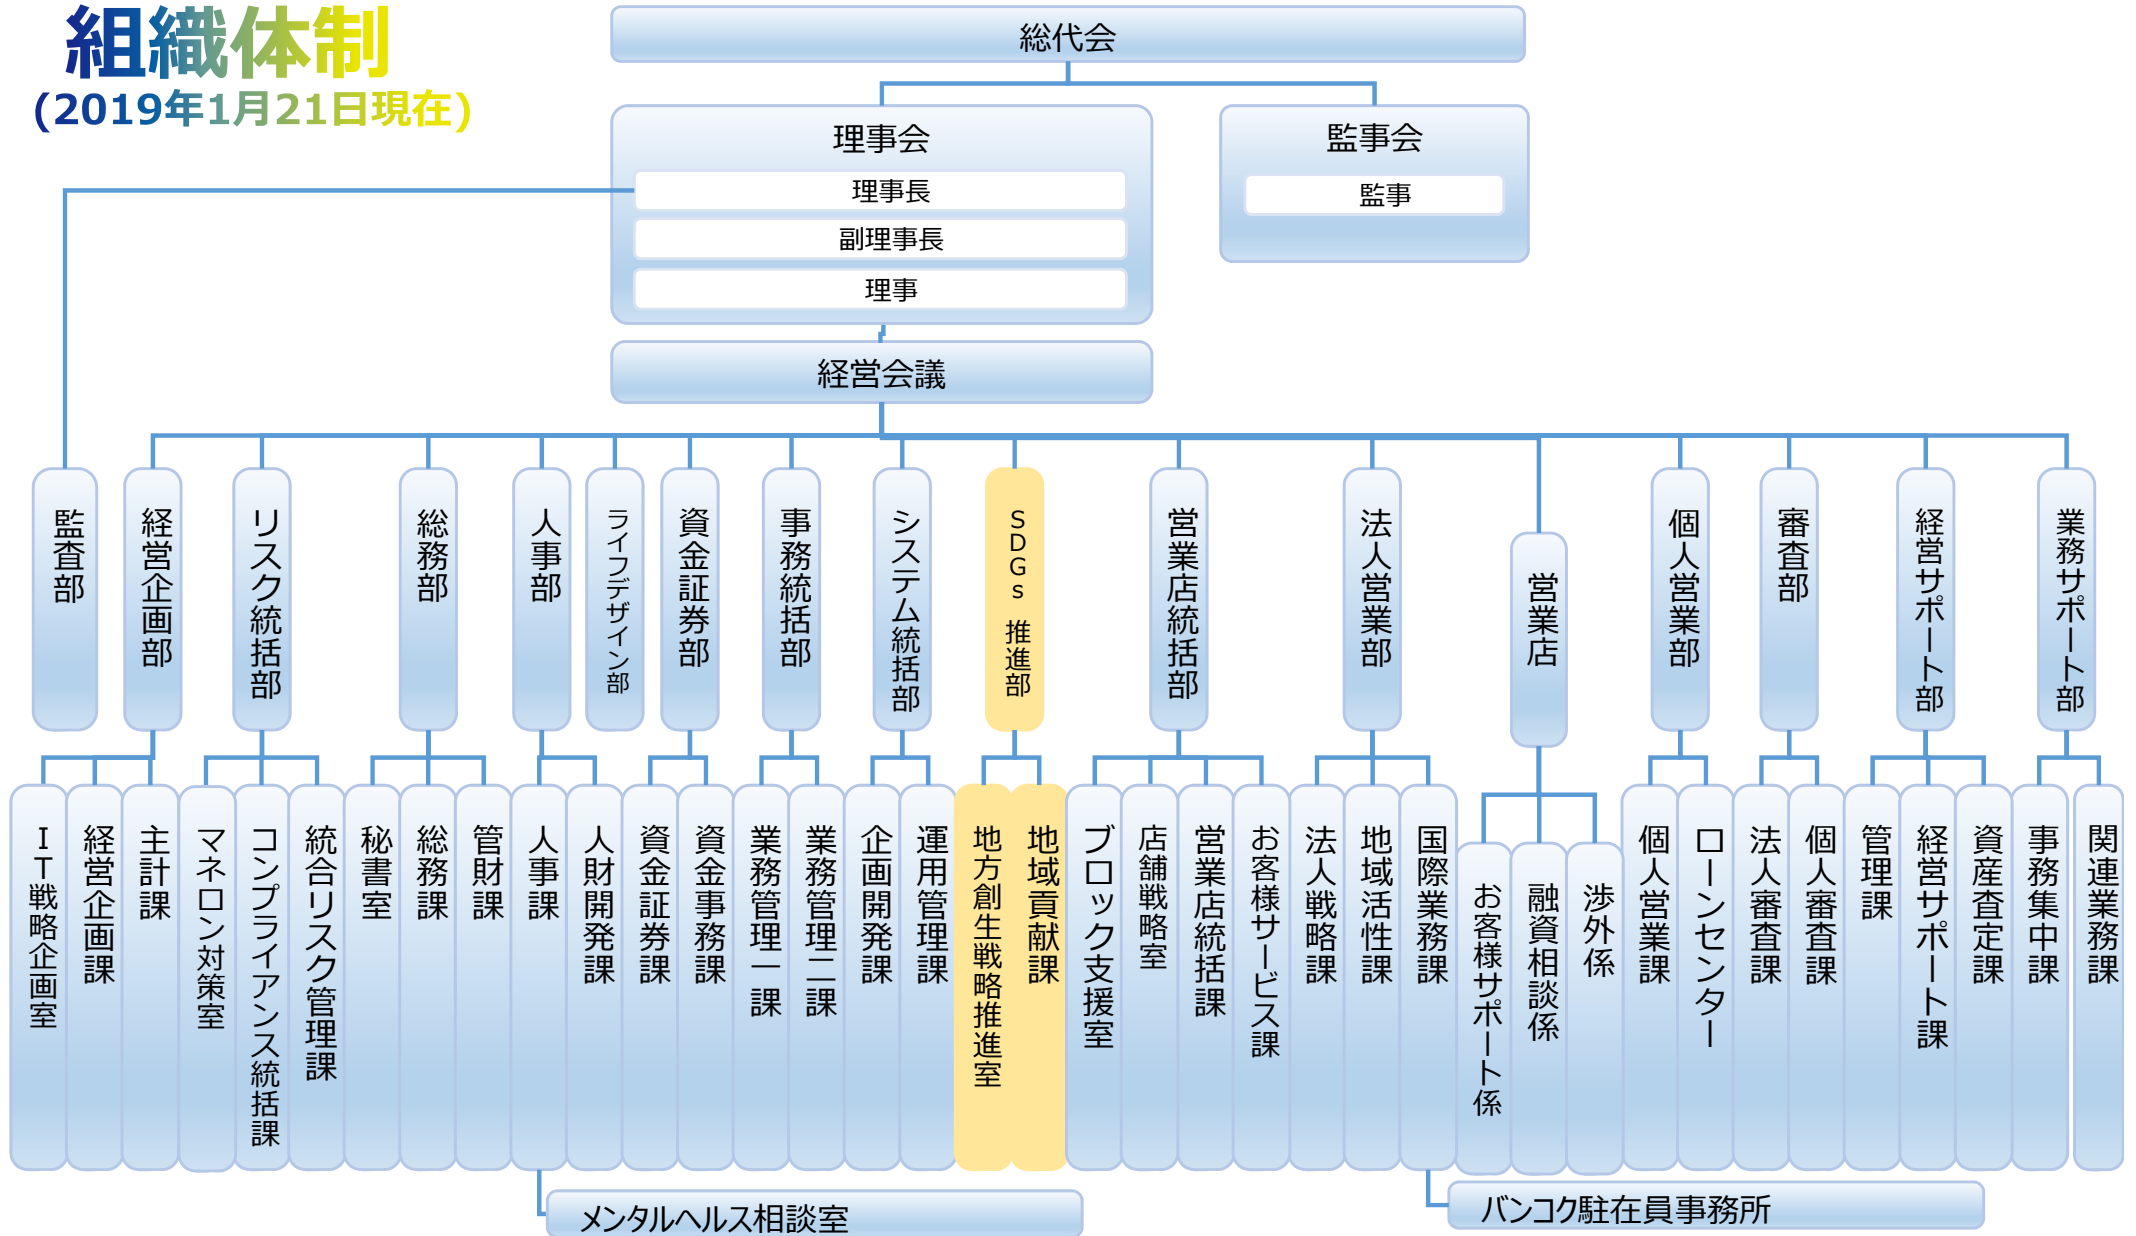 組織体制
(2019年1月21日現在)
総代会
理事会
理事長
副理事長
理事
監事会
監事
経営会議
監査部
経営企画部
リスク統括部
総務部
人事部
ライフデザイン部
資金証券部
事務統括部
システム統括部
SDGs 推進部
営業店統括部
法人営業部
営業店
個人営業部
審査部
経営サポート部
業務サポート部
IT戦略企画室
経営企画課
主計課
マネロン対策室
コンプライアンス統括課
統合リスク管理課
秘書室
総務課
管財課
人事課
人財開発課
資金証券課
資金事務課
業務管理一課
業務管理二課
企画開発課
運用管理課
地方創生戦略推進室
地域貢献課
ブロック支援室
店舗戦略室
営業店統括課
お客様サービス課
法人戦略課
地域活性課
国際業務課
お客様サポート係
融資相談係
渉外係
個人営業課
ローンセンター
法人審査課
個人審査課
管理課
経営サポート課
資産査定課
事務集中課
関連業務課
メンタルヘルス相談室
バンコク駐在員事務所